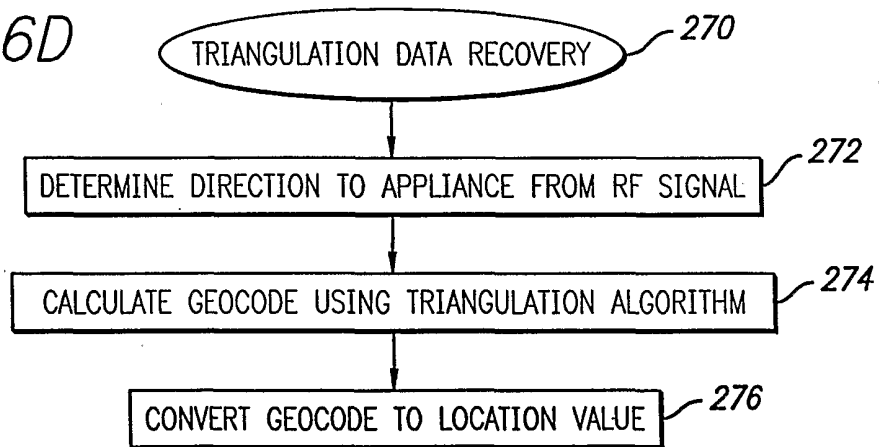 6D
TRIANGULATION DATA RECOVERY
270
DETERMINE DIRECTION TO APPLIANCE FROM RF SIGNAL
272
CALCULATE GEOCODE USING TRIANGULATION ALGORITHM
274
CONVERT GEOCODE TO LOCATION VALUE
276